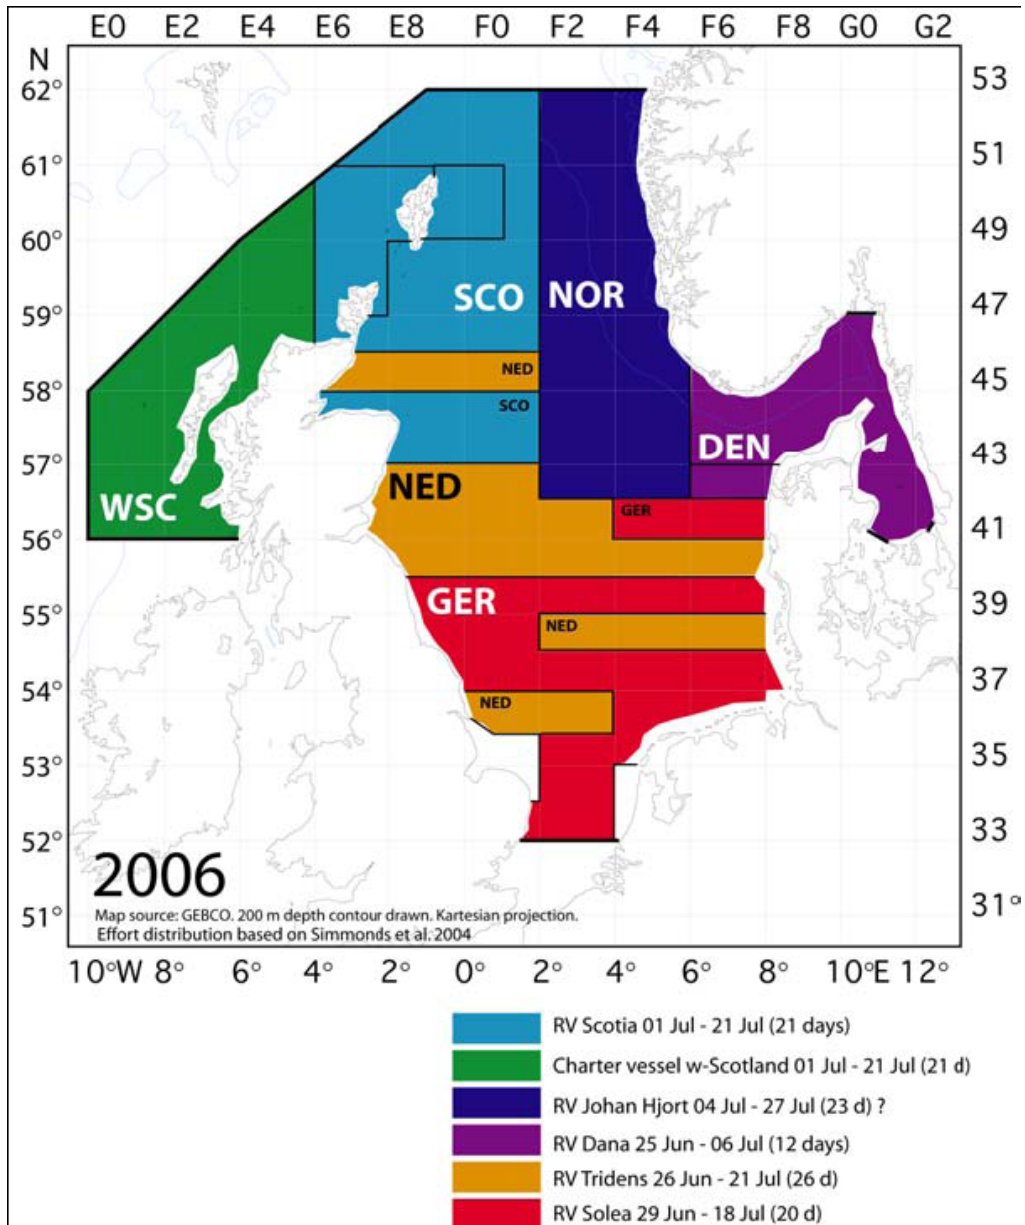 E0 E2 E4 E6 E8 F0 F2 F4 F6 F8 G0 G2
N
62°
61°
60°
59°
58°
57°
56°
55°
54°
53°
52°
51°
53
51
49
47
45
43
41
39
37
35
33
31°
SCO
NOR
NED
SCO
DEN
NED
WSC
GER
GER
NED
NED
2006
Map source: GEBCO. 200 m depth contour drawn. Kartesian projection.
Effort distribution based on Simmonds et al. 2004
10°W 8° 6° 4° 2° 0° 2° 4° 6° 8° 10°E 12°
RV Scotia 01 Jul - 21 Jul (21 days)
Charter vessel w-Scotland 01 Jul - 21 Jul (21 d)
RV Johan Hjort 04 Jul - 27 Jul (23 d) ?
RV Dana 25 Jun - 06 Jul (12 days)
RV Tridens 26 Jun - 21 Jul (26 d)
RV Solea 29 Jun - 18 Jul (20 d)